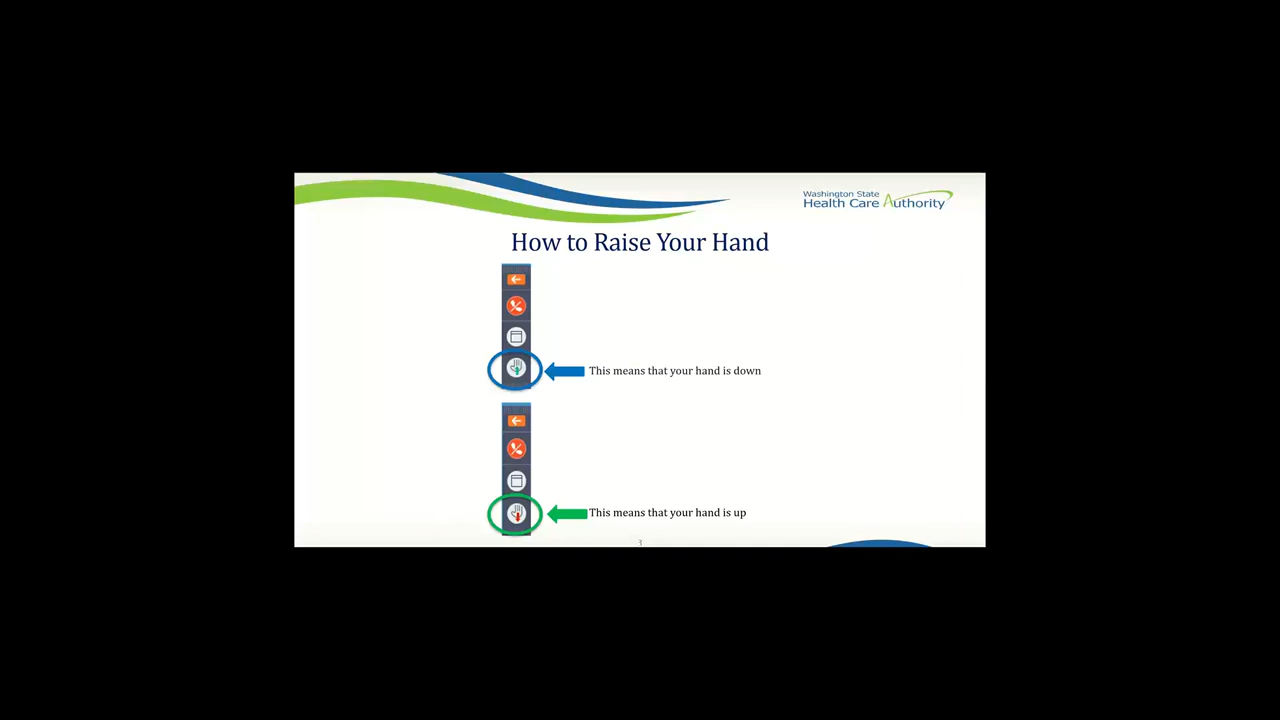 Washington State
Health Care Authority
How to Raise Your Hand
This means that your hand is down
This means that your hand is up
3